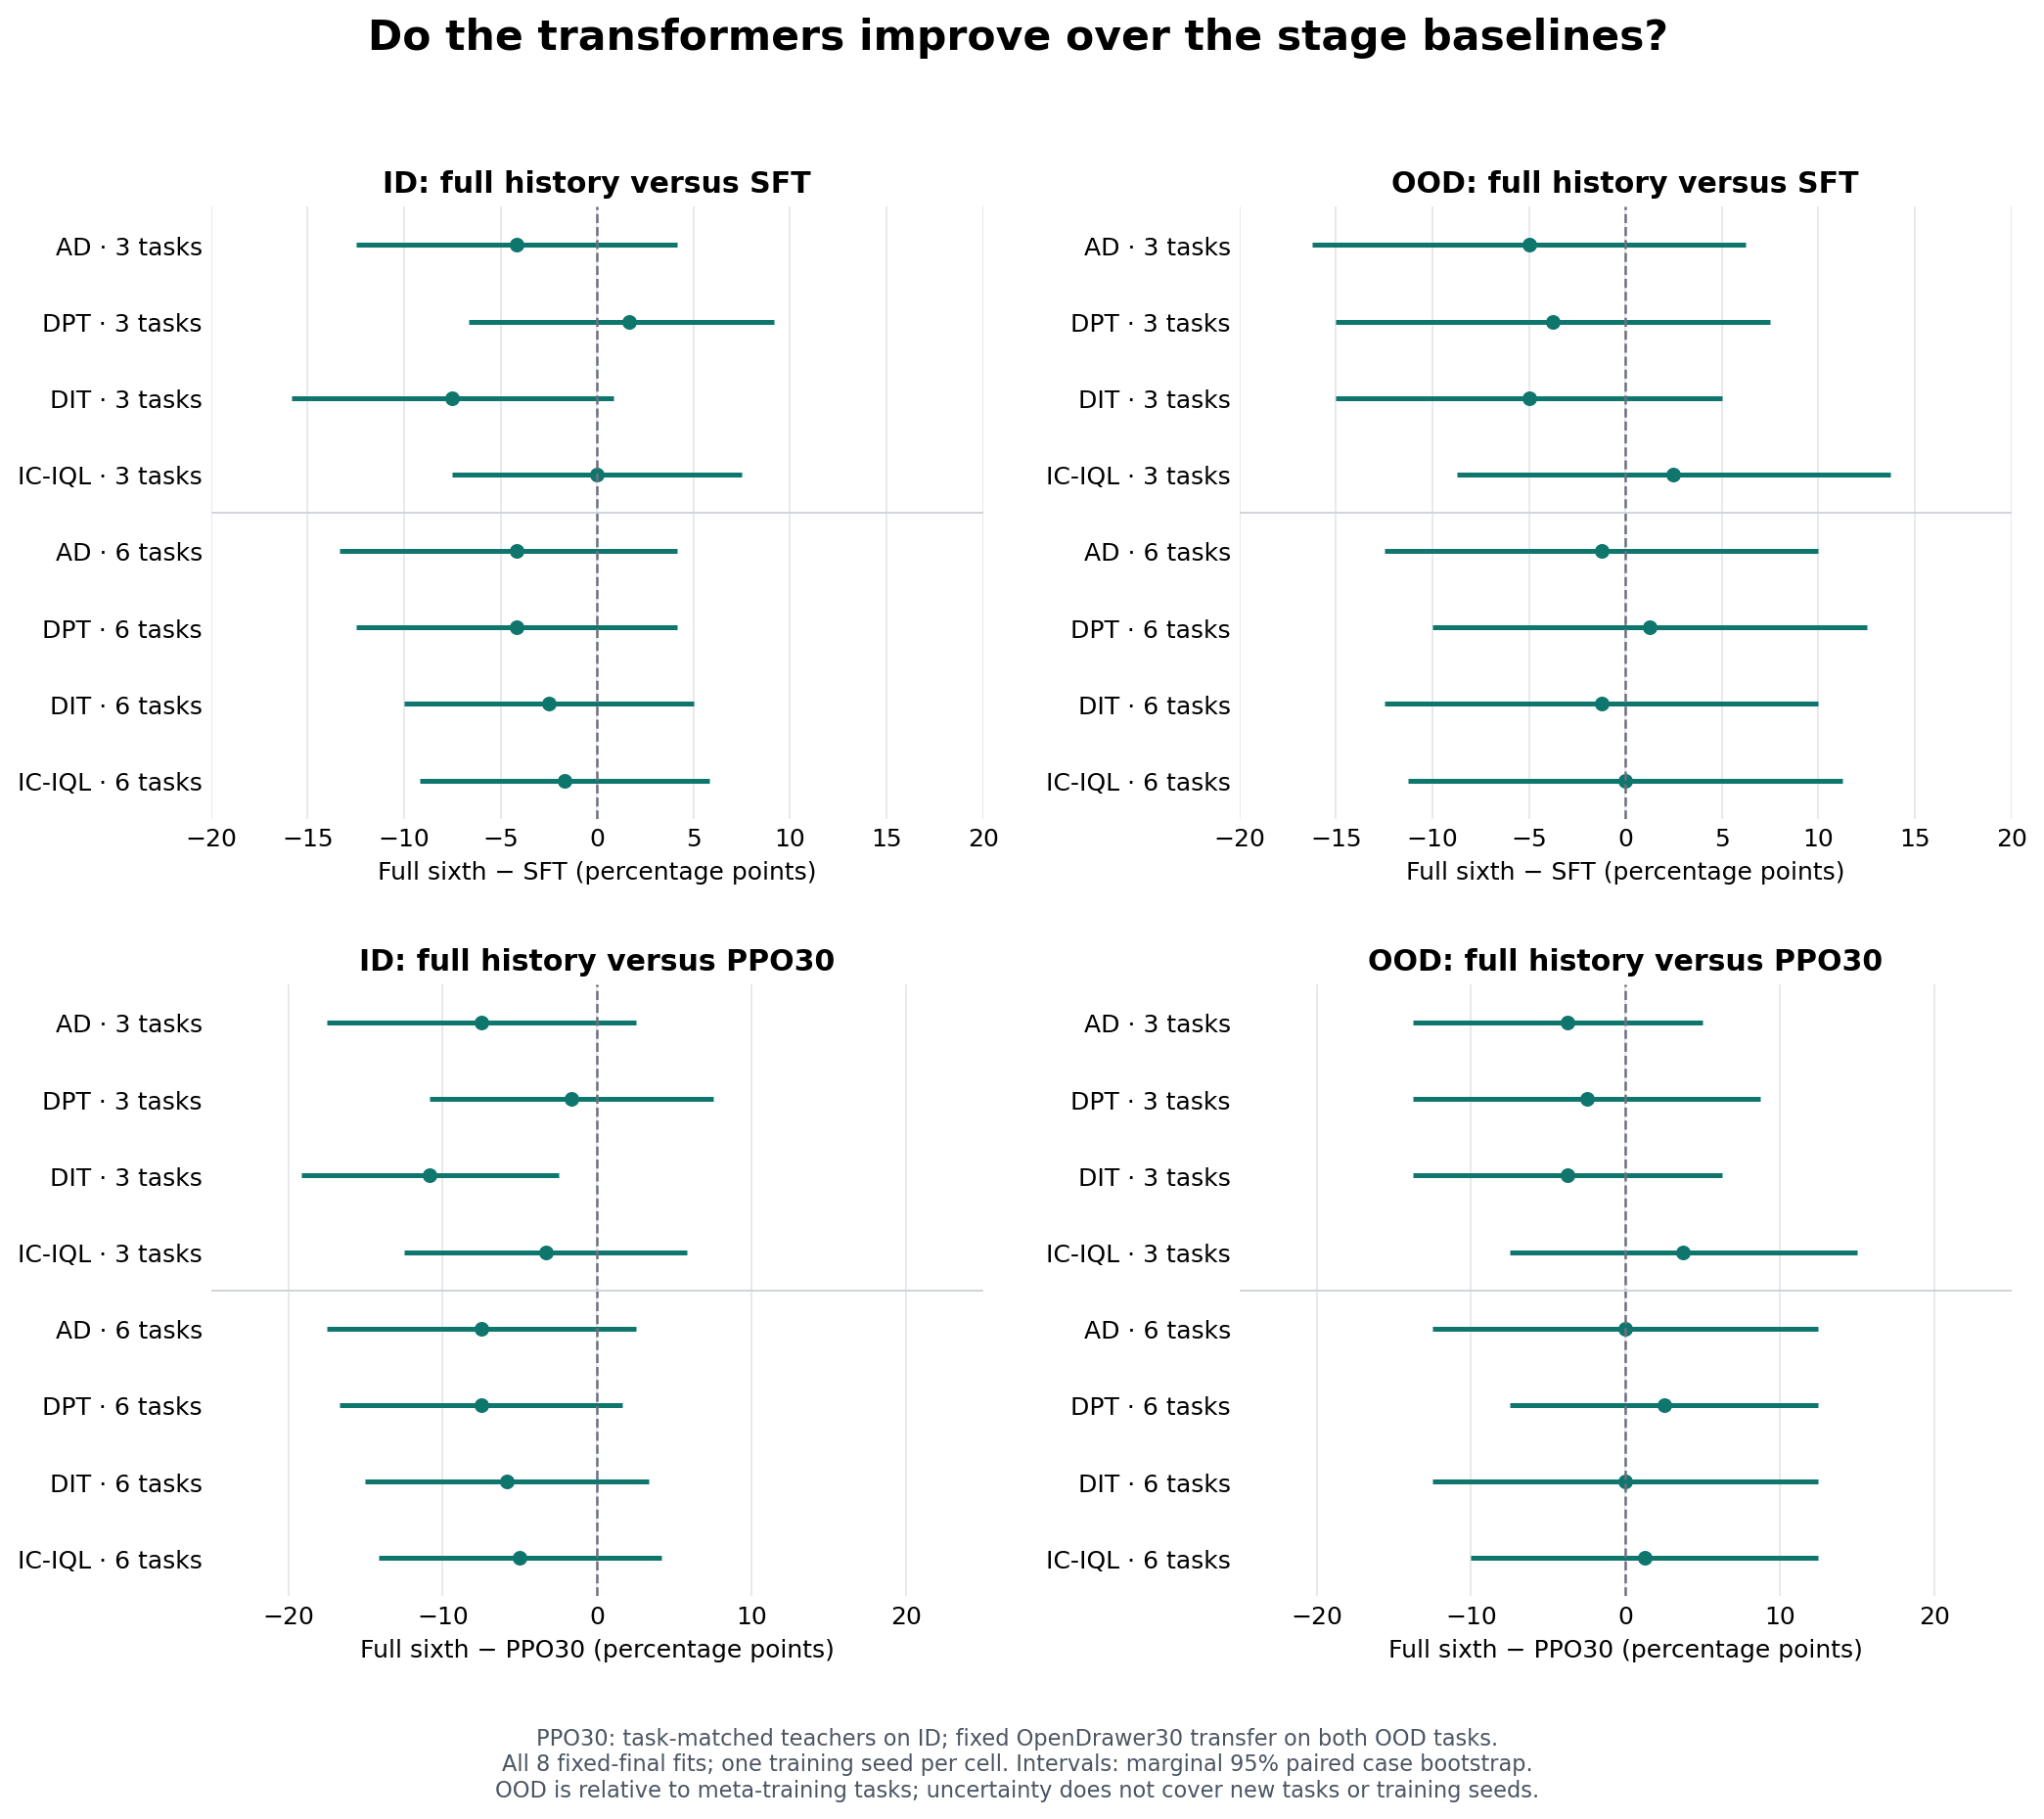 Do the transformers improve over the stage baselines?
ID: full history versus SFT
AD · 3 tasks
DPT · 3 tasks
DIT · 3 tasks
IC-IQL · 3 tasks
AD · 6 tasks
DPT · 6 tasks
DIT · 6 tasks
IC-IQL · 6 tasks
−20 −15 −10 −5 0 5 10 15 20
Full sixth − SFT (percentage points)
OOD: full history versus SFT
AD · 3 tasks
DPT · 3 tasks
DIT · 3 tasks
IC-IQL · 3 tasks
AD · 6 tasks
DPT · 6 tasks
DIT · 6 tasks
IC-IQL · 6 tasks
−20 −15 −10 −5 0 5 10 15 20
Full sixth − SFT (percentage points)
ID: full history versus PPO30
AD · 3 tasks
DPT · 3 tasks
DIT · 3 tasks
IC-IQL · 3 tasks
AD · 6 tasks
DPT · 6 tasks
DIT · 6 tasks
IC-IQL · 6 tasks
−20 −10 0 10 20
Full sixth − PPO30 (percentage points)
OOD: full history versus PPO30
AD · 3 tasks
DPT · 3 tasks
DIT · 3 tasks
IC-IQL · 3 tasks
AD · 6 tasks
DPT · 6 tasks
DIT · 6 tasks
IC-IQL · 6 tasks
−20 −10 0 10 20
Full sixth − PPO30 (percentage points)
PPO30: task-matched teachers on ID; fixed OpenDrawer30 transfer on both OOD tasks.
All 8 fixed-final fits; one training seed per cell. Intervals: marginal 95% paired case bootstrap.
OOD is relative to meta-training tasks; uncertainty does not cover new tasks or training seeds.